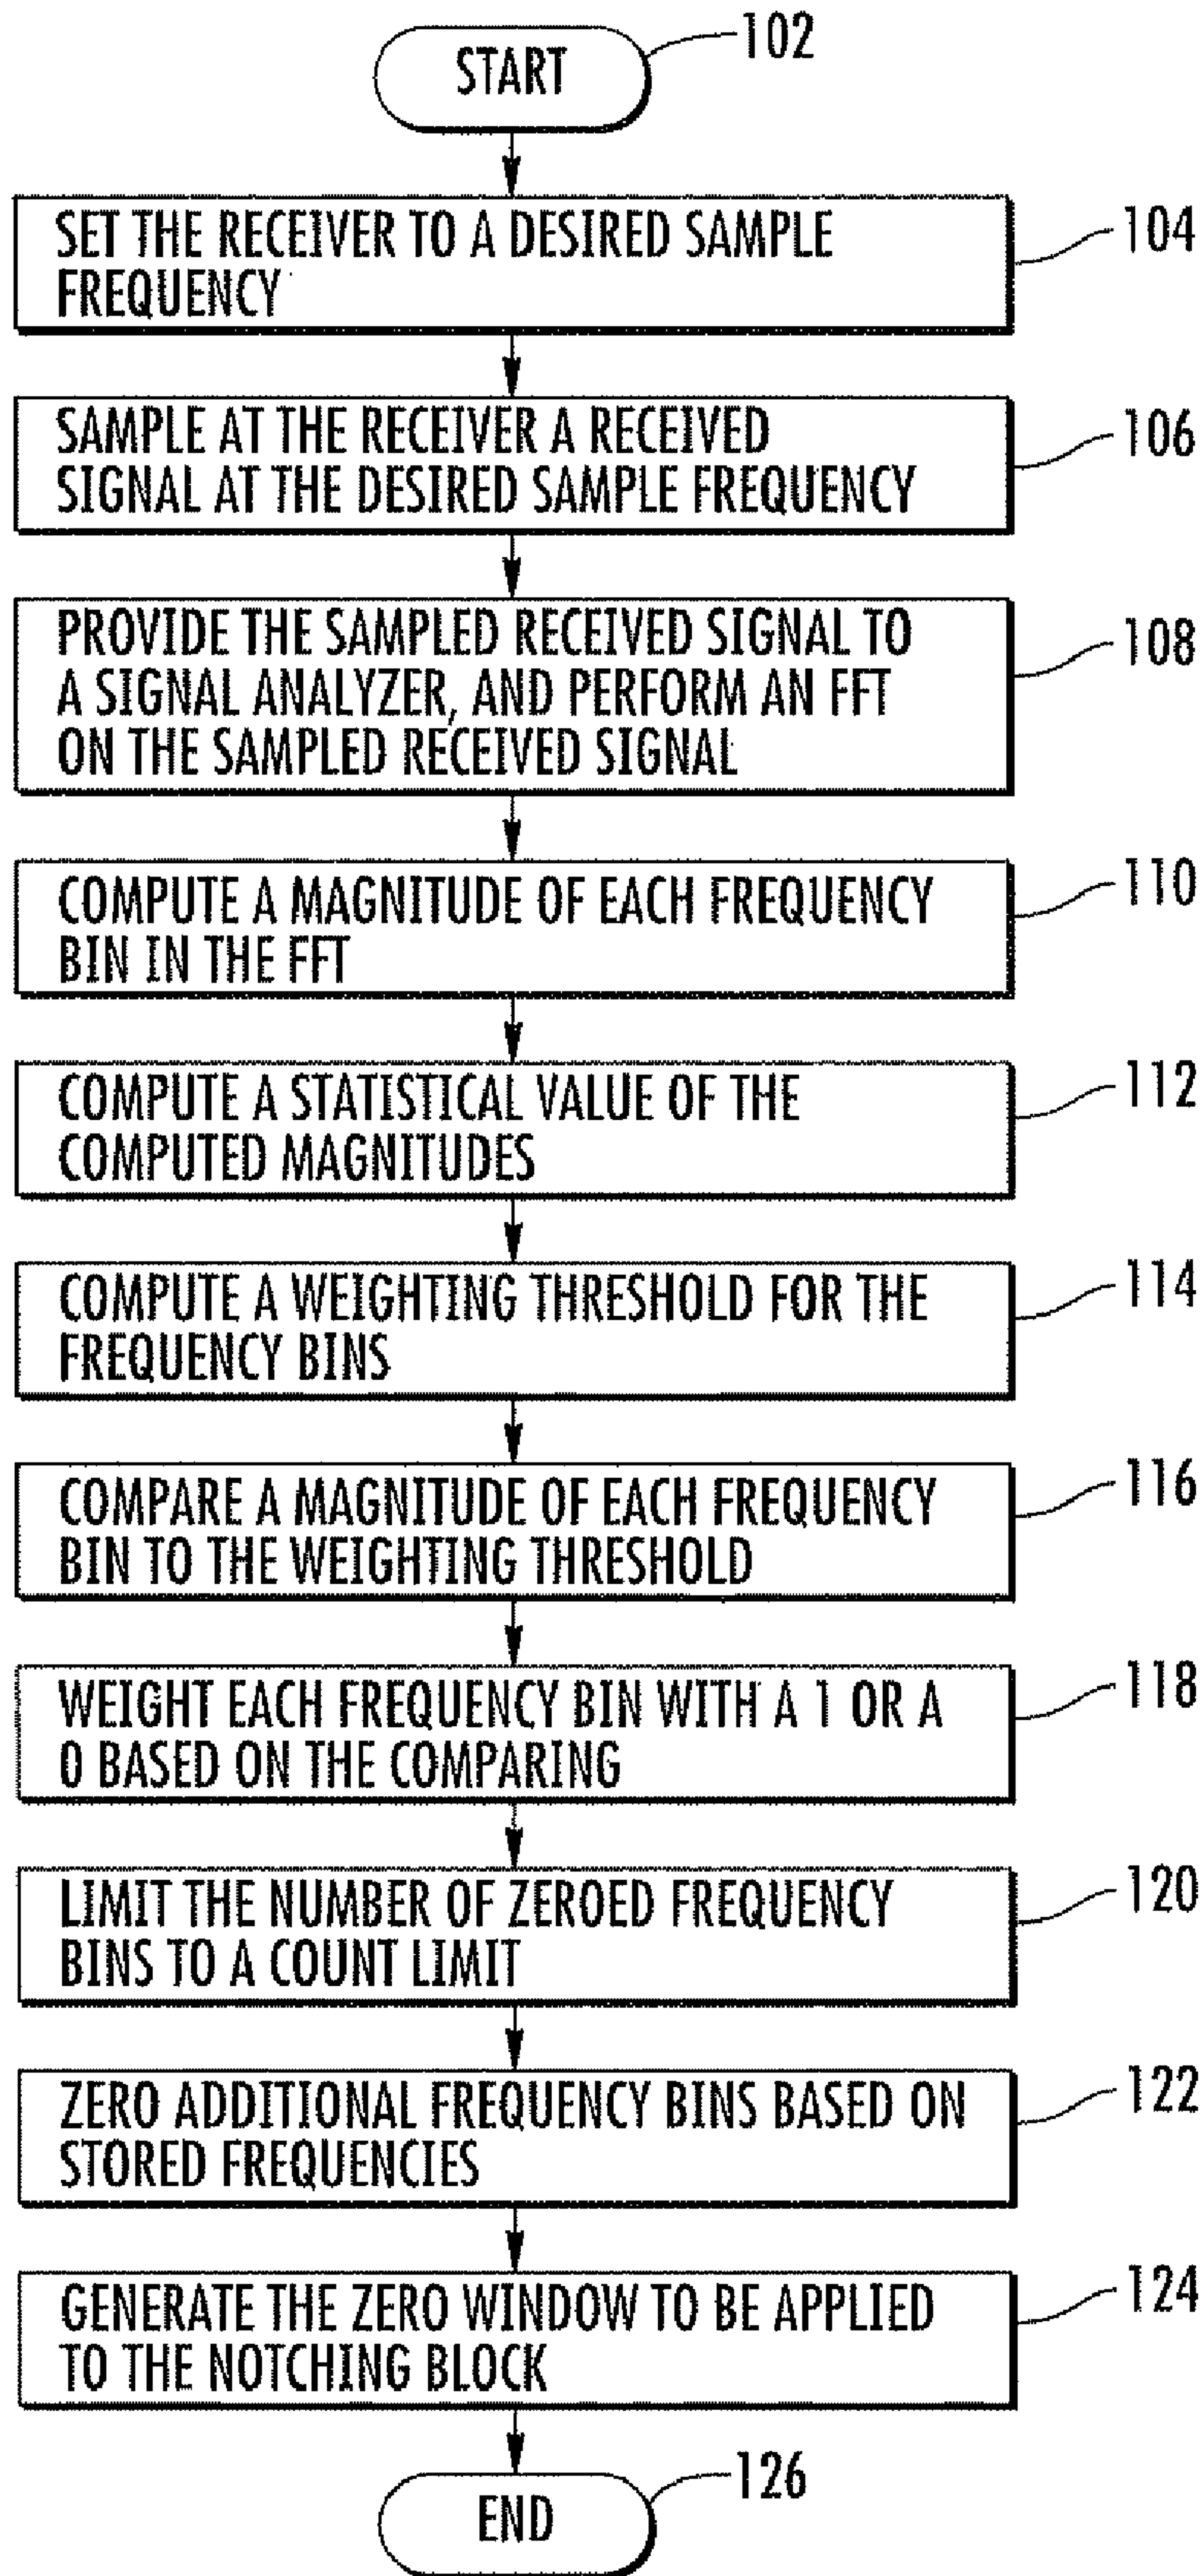 START
102
SET THE RECEIVER TO A DESIRED SAMPLE
FREQUENCY
104
SAMPLE AT THE RECEIVER A RECEIVED
SIGNAL AT THE DESIRED SAMPLE FREQUENCY
106
PROVIDE THE SAMPLED RECEIVED SIGNAL TO
A SIGNAL ANALYZER, AND PERFORM AN FFT
ON THE SAMPLED RECEIVED SIGNAL
108
COMPUTE A MAGNITUDE OF EACH FREQUENCY
BIN IN THE FFT
110
COMPUTE A STATISTICAL VALUE OF THE
COMPUTED MAGNITUDES
112
COMPUTE A WEIGHTING THRESHOLD FOR THE
FREQUENCY BINS
114
COMPARE A MAGNITUDE OF EACH FREQUENCY
BIN TO THE WEIGHTING THRESHOLD
116
WEIGHT EACH FREQUENCY BIN WITH A 1 OR A
0 BASED ON THE COMPARING
118
LIMIT THE NUMBER OF ZEROED FREQUENCY
BINS TO A COUNT LIMIT
120
ZERO ADDITIONAL FREQUENCY BINS BASED ON
STORED FREQUENCIES
122
GENERATE THE ZERO WINDOW TO BE APPLIED
TO THE NOTCHING BLOCK
124
END
126